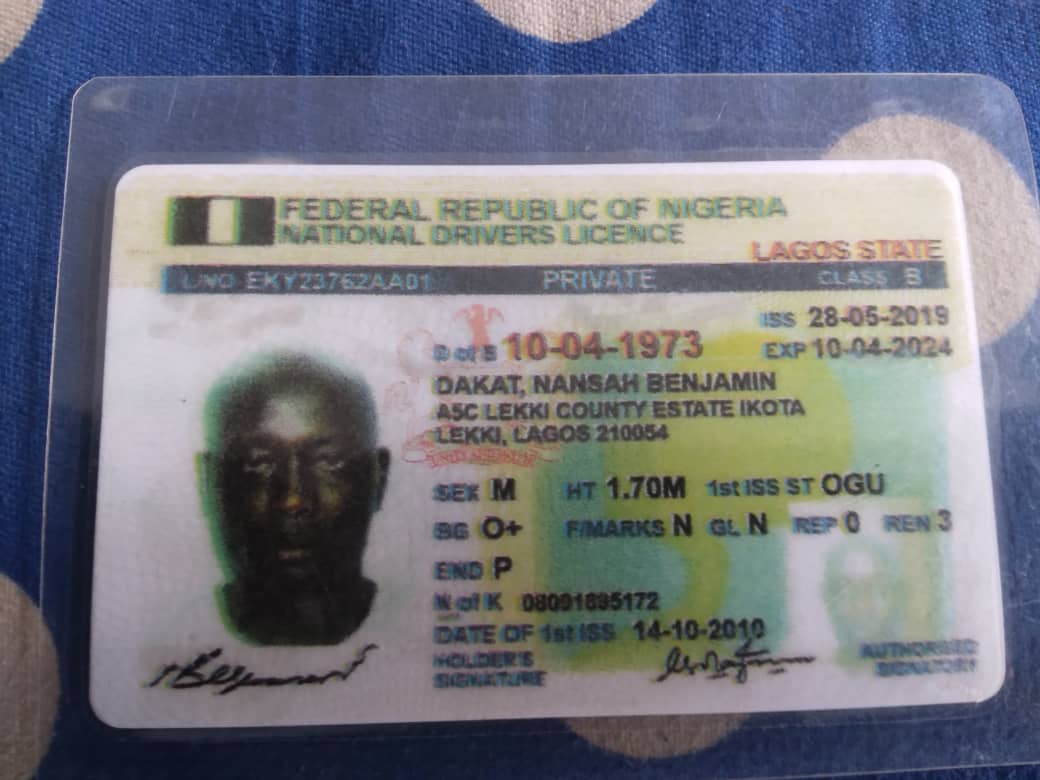 FEDERAL REPUBLIC OF NIGERIA
NATIONAL DRIVERS LICENCE
LAGOS STATE
L/NO EKY23762AA01 PRIVATE CLASS B
ISS 28-05-2019
D of B 10-04-1973 EXP 10-04-2024
DAKAT, NANSAH BENJAMIN
A5C LEKKI COUNTY ESTATE IKOTA
LEKKI, LAGOS 210054
SEX M HT 1.70M 1st ISS ST OGU
BG O+ F/MARKS N GL N REP 0 REN 3
END P
N of K 08091695172
DATE OF 1st ISS 14-10-2010
HOLDER'S
SIGNATURE
AUTHORISED
SIGNATORY